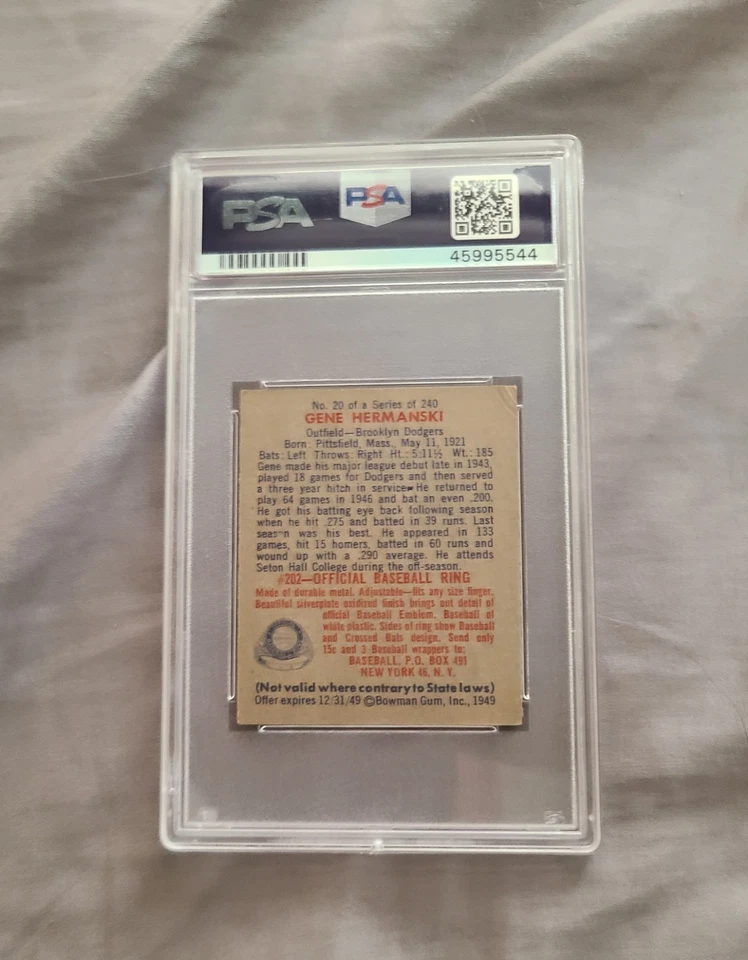 PSA
PSA
45995544
No. 20 of a Series of 240
GENE HERMANSKI
Outfield—Brooklyn Dodgers
Born: Pittsfield, Mass., May 11, 1921
Bats: Left Throws: Right Ht.: 5:11½ Wt.: 185
Gene made his major league debut late in 1943,
played 18 games for Dodgers and then served
a three year hitch in service. He returned to
play 64 games in 1946 and bat an even .200.
He got his batting eye back following season
when he hit .275 and batted in 39 runs. Last
season was his best. He appeared in 133
games, hit 15 homers, batted in 60 runs and
wound up with a .290 average. He attends
Seton Hall College during the off-season.
#202—OFFICIAL BASEBALL RING
Made of durable metal. Adjustable—fits any size finger.
Beautiful silverplate oxidized finish brings out detail of
official Baseball Emblem. Baseball of
white plastic. Sides of ring show Baseball
and Crossed Bats design. Send only
15c and 3 Baseball wrappers to:
BASEBALL, P.O. BOX 491
NEW YORK 46, N. Y.
(Not valid where contrary to State laws)
Offer expires 12/31/49 ©Bowman Gum, Inc., 1949